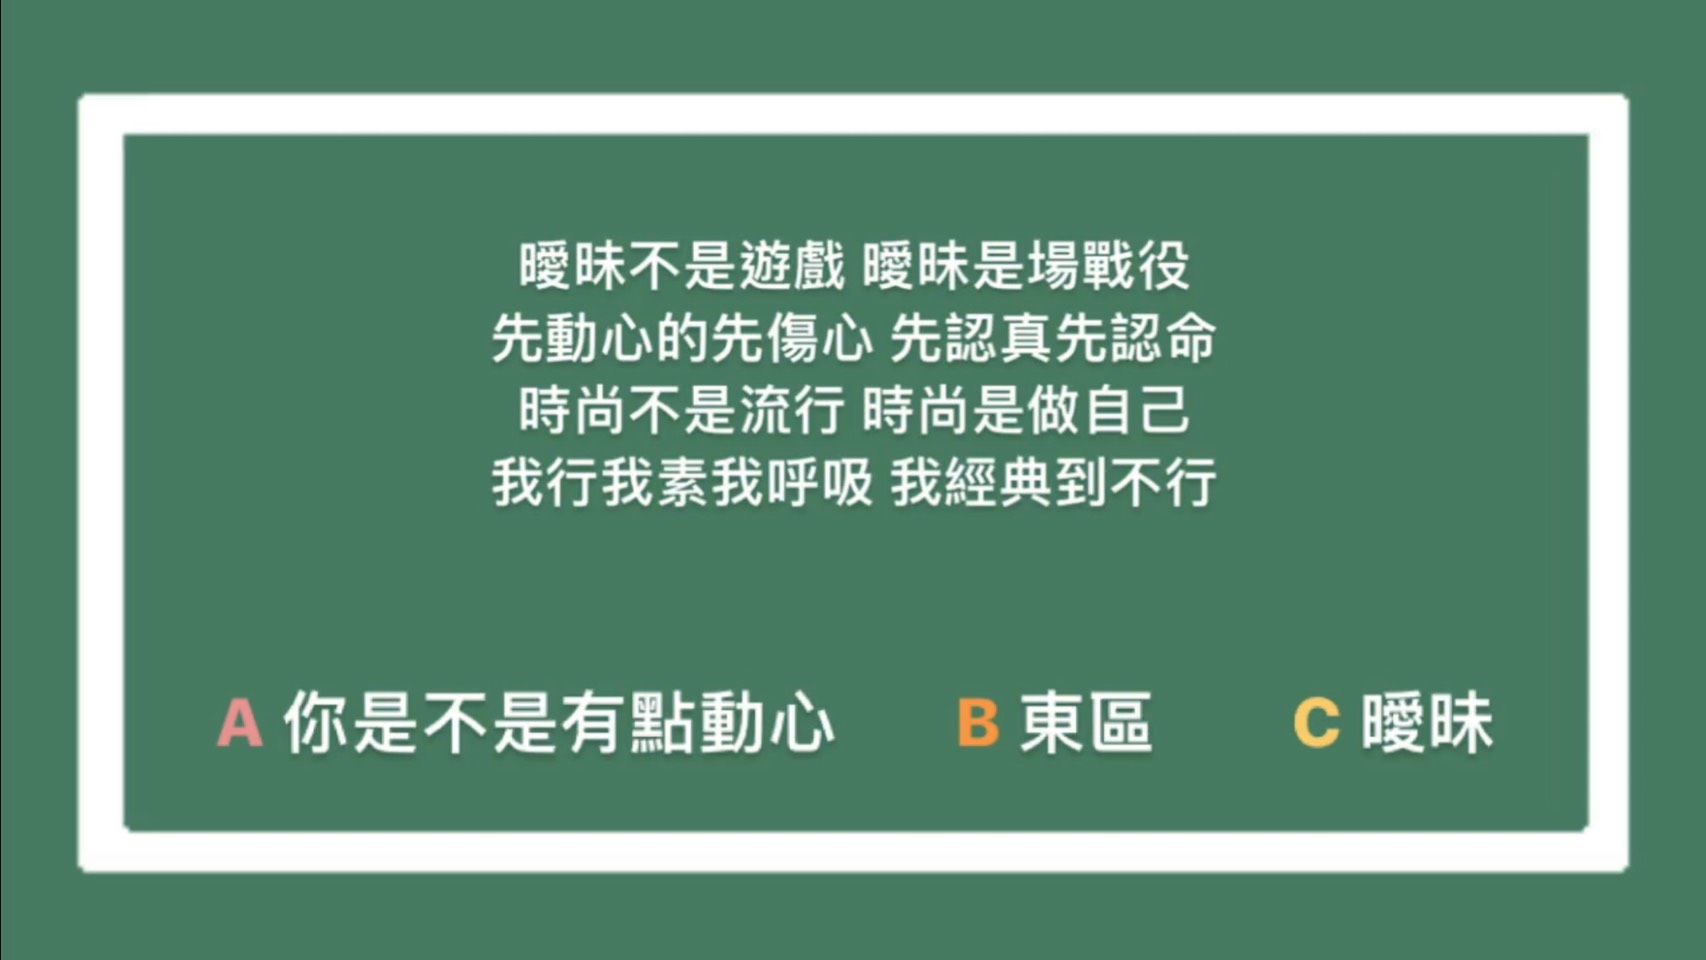 曖昧不是遊戲 曖昧是場戰役
先動心的先傷心 先認真先認命
時尚不是流行 時尚是做自己
我行我素我呼吸 我經典到不行
A 你是不是有點動心 B 東區 C 曖昧